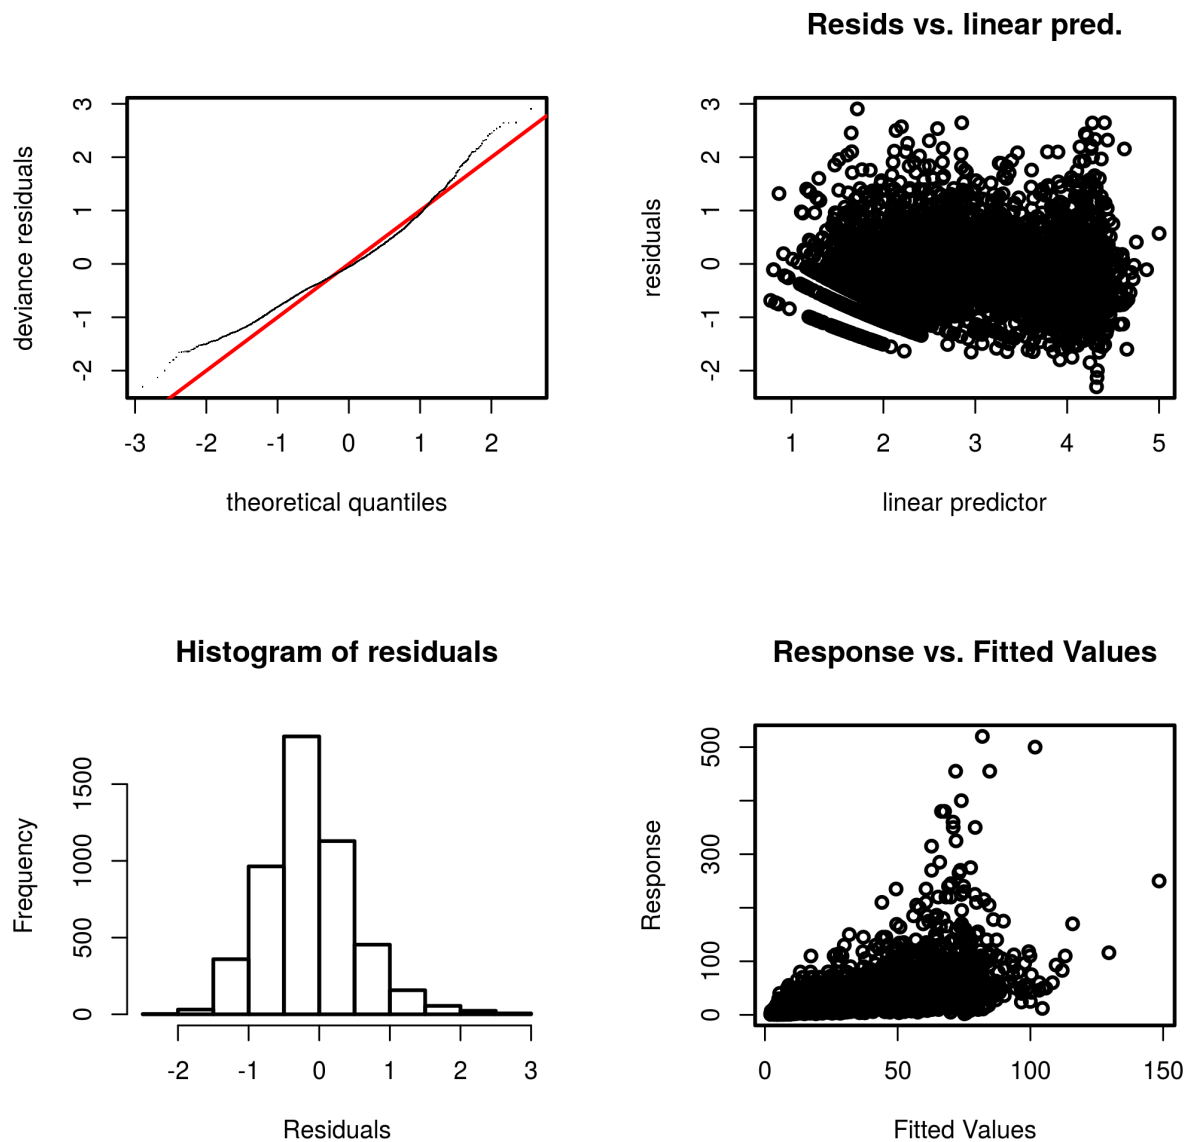 deviance residuals
3
2
1
0
-1
-2
-3 -2 -1 0 1 2
theoretical quantiles
Resids vs. linear pred.
residuals
3
2
1
0
-1
-2
1 2 3 4 5
linear predictor
Histogram of residuals
Frequency
1500
1000
500
0
-2 -1 0 1 2 3
Residuals
Response vs. Fitted Values
Response
500
300
100
0
0 50 100 150
Fitted Values